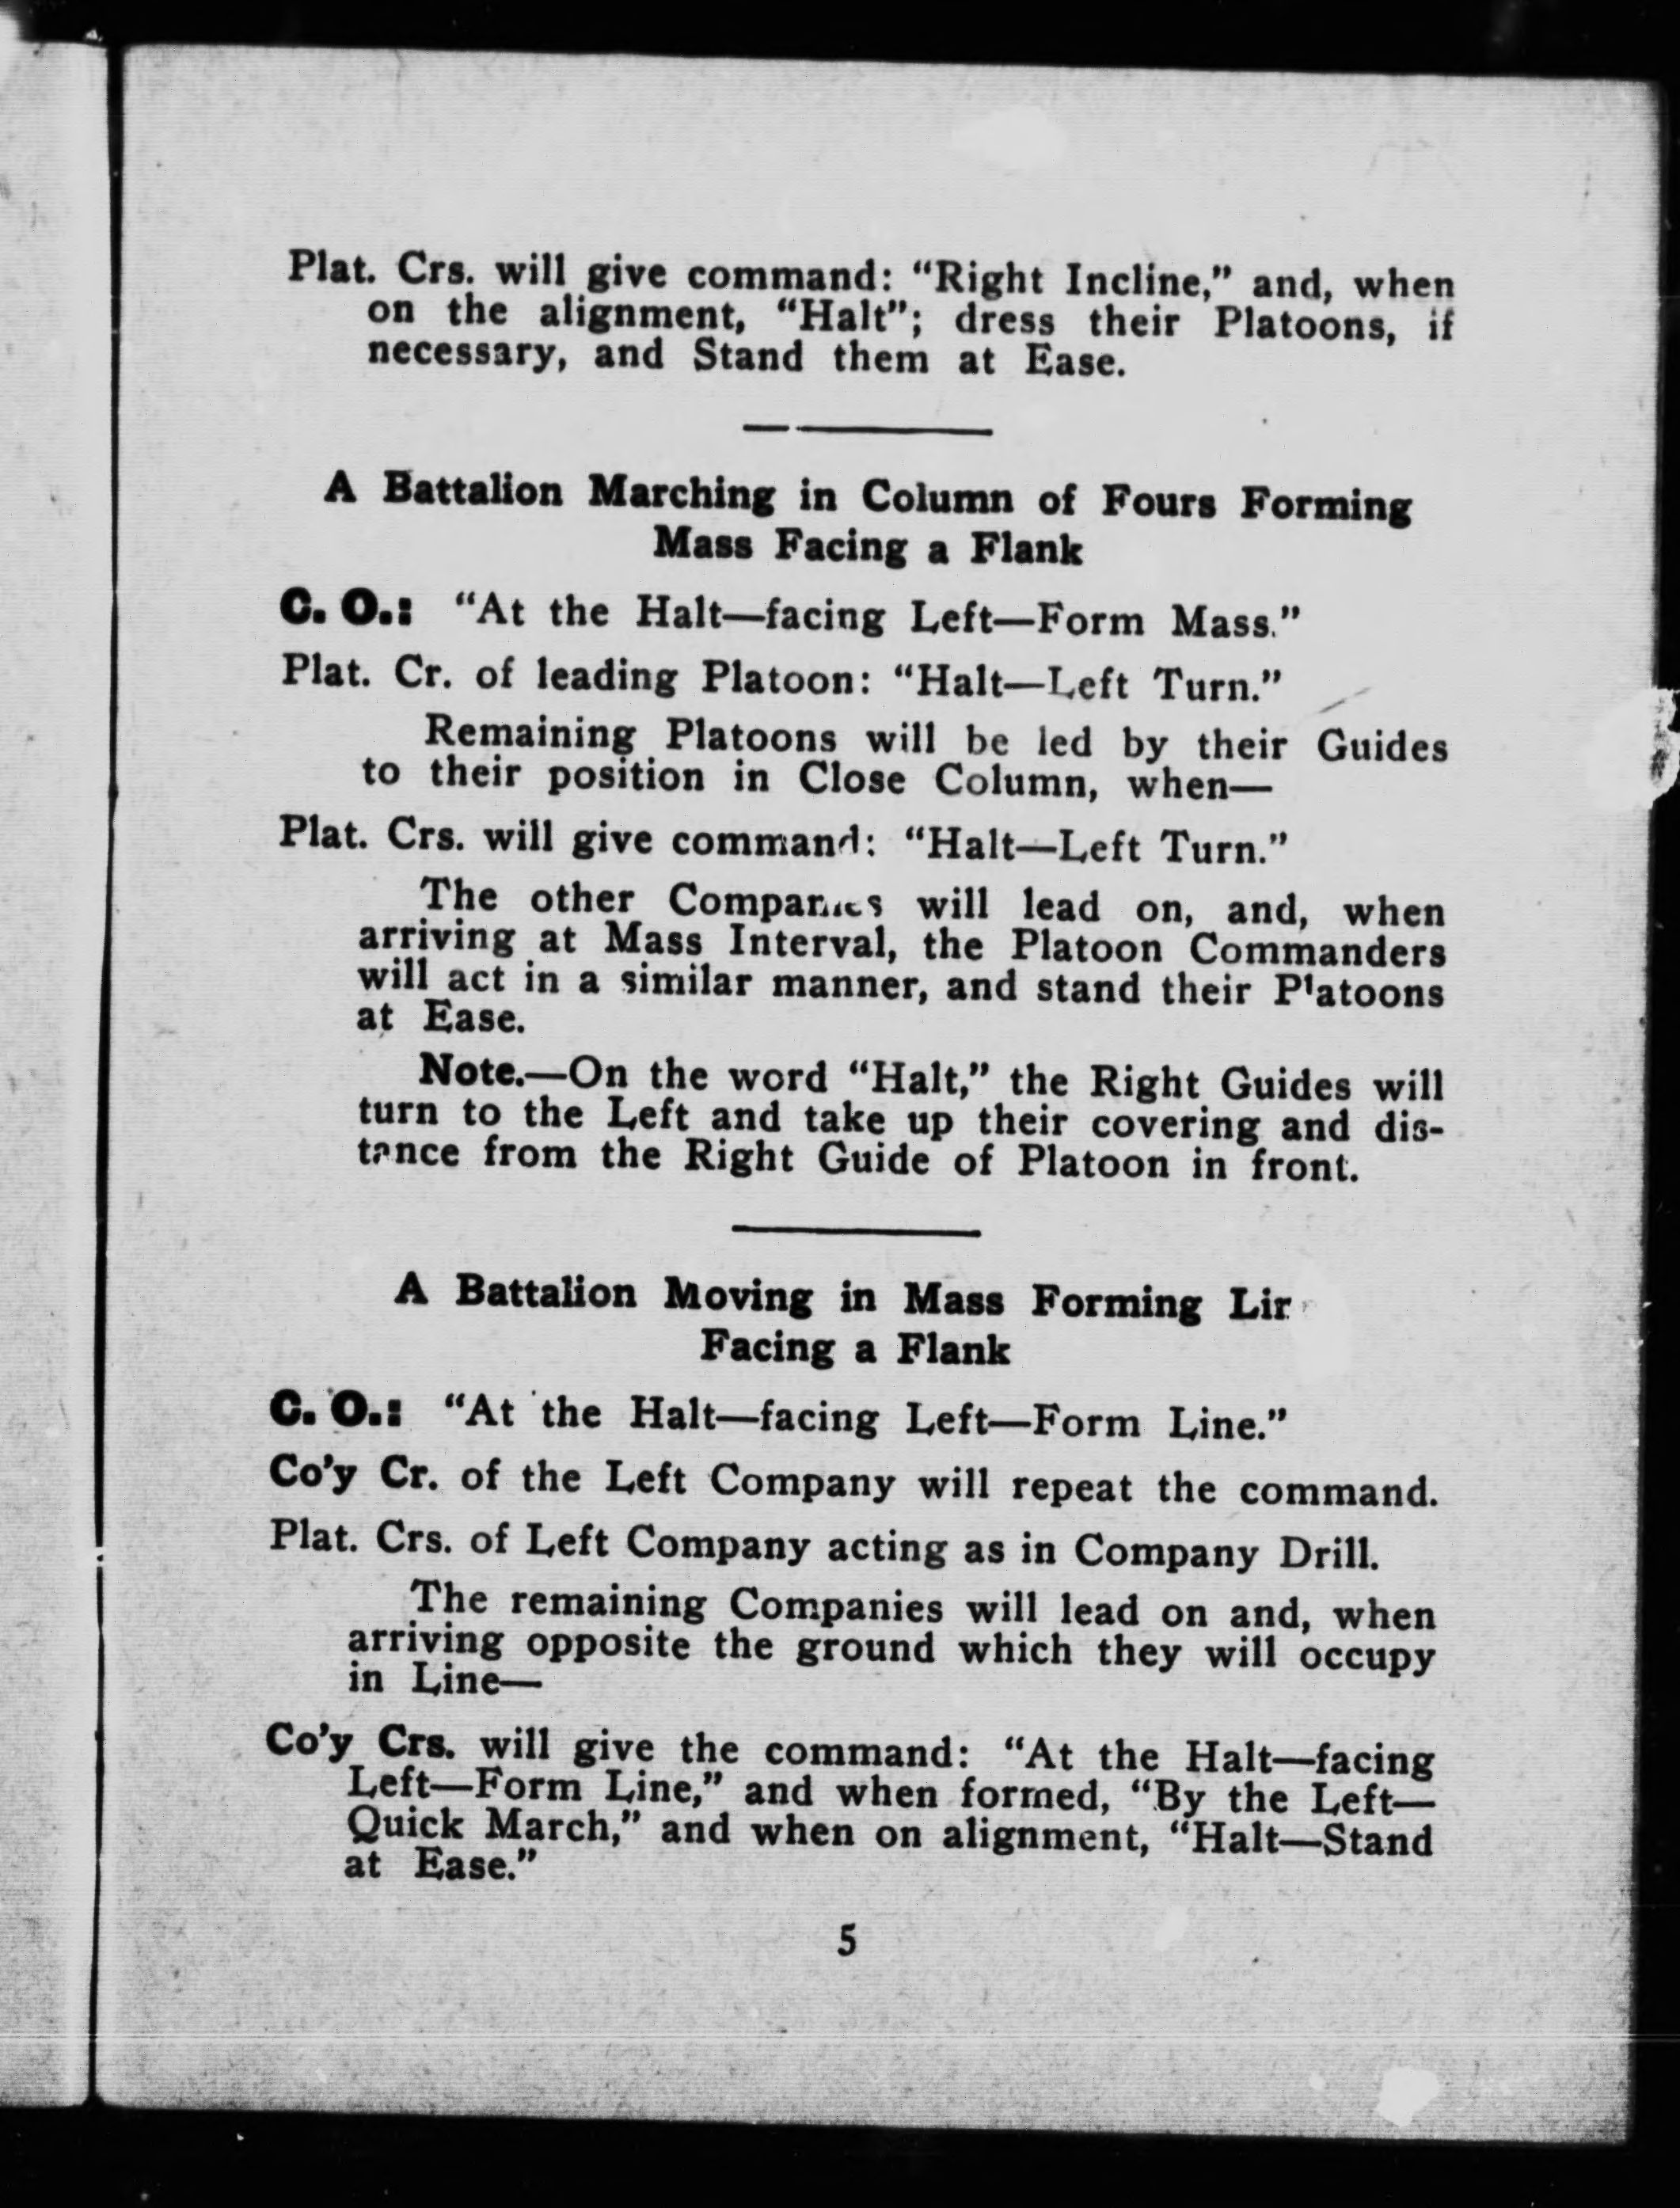 Plat. Crs. will give command: “Right Incline,” and, when
on the alignment, “Halt”; dress their Platoons, if
necessary, and Stand them at Ease.
A Battalion Marching in Column of Fours Forming
Mass Facing a Flank
C. O.: “At the Halt—facing Left—Form Mass.”
Plat. Cr. of leading Platoon: “Halt—Left Turn.”
Remaining Platoons will be led by their Guides
to their position in Close Column, when—
Plat. Crs. will give command: “Halt—Left Turn.”
The other Companies will lead on, and, when
arriving at Mass Interval, the Platoon Commanders
will act in a similar manner, and stand their Platoons
at Ease.
Note.—On the word “Halt,” the Right Guides will
turn to the Left and take up their covering and dis-
tance from the Right Guide of Platoon in front.
A Battalion Moving in Mass Forming
Facing a Flank
C. O.: “At the Halt—facing Left—Form Line.”
Co’y Cr. of the Left Company will repeat the command.
Plat. Crs. of Left Company acting as in Company Drill.
The remaining Companies will lead on and, when
arriving opposite the ground which they will occupy
in Line—
Co’y Crs. will give the command: “At the Halt—facing
Left—Form Line,” and when formed, “By the Left—
Quick March,” and when on alignment, “Halt—Stand
at Ease.”
5